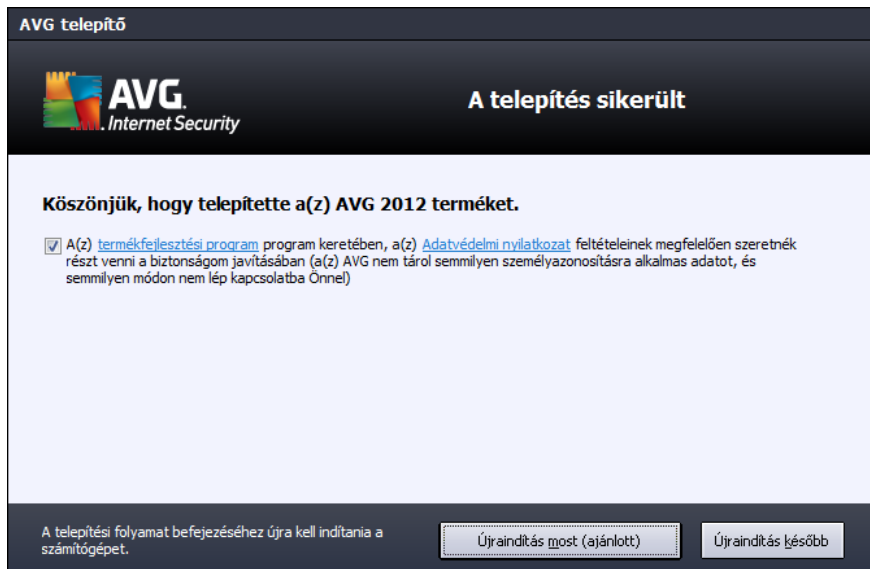 AVG telepítő
AVG.
Internet Security
A telepítés sikerült
Köszönjük, hogy telepítette a(z) AVG 2012 terméket.
A(z) termékfejlesztési program program keretében, a(z) Adatvédelmi nyilatkozat feltételeinek megfelelően szeretnék
részt venni a biztonságom javításában (a(z) AVG nem tárol semmilyen személyazonosításra alkalmas adatot, és
semmilyen módon nem lép kapcsolatba Önnel)
A telepítési folyamat befejezéséhez újra kell indítania a
számítógépet.
Újraindítás most (ajánlott)
Újraindítás később